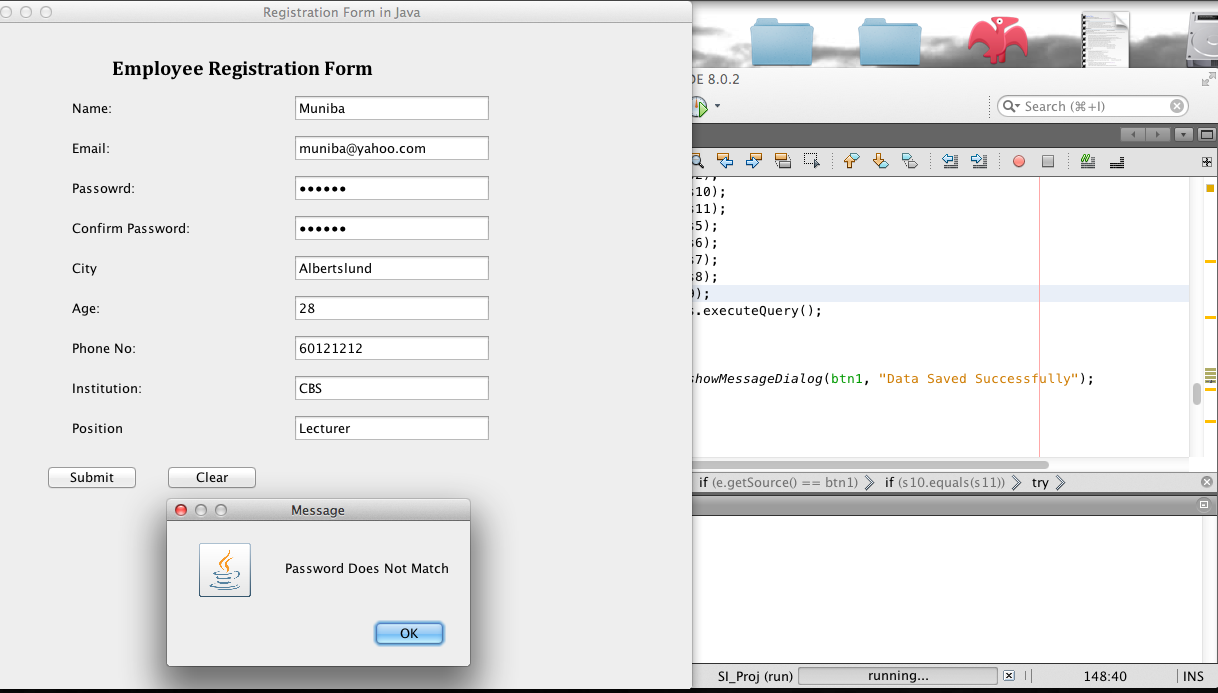 Registration Form in Java
Employee Registration Form
Name: Muniba
Email: muniba@yahoo.com
Passowrd: ••••••
Confirm Password: ••••••
City Albertslund
Age: 28
Phone No: 60121212
Institution: CBS
Position Lecturer
Submit Clear
Message
Password Does Not Match
OK
DE 8.0.2
Search (⌘+I)
s10);
s11);
s5);
s6);
s7);
s8);
);
s.executeQuery();
showMessageDialog(btn1, "Data Saved Successfully");
if (e.getSource() == btn1) if (s10.equals(s11)) try
SI_Proj (run) running... 148:40 INS